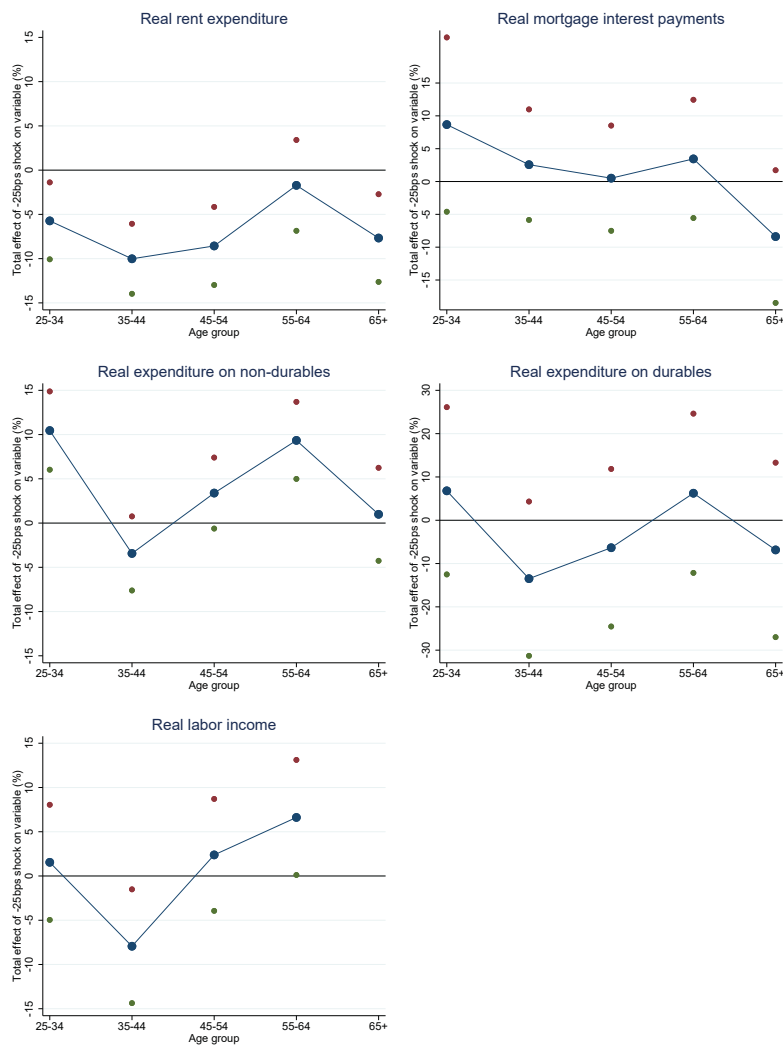 Real rent expenditure
Total effect of -25bps shock on variable (%)
15
10
5
0
-5
-10
-15
25-34 35-44 45-54 55-64 65+
Age group
Real mortgage interest payments
Total effect of -25bps shock on variable (%)
15
10
5
0
-5
-10
-15
25-34 35-44 45-54 55-64 65+
Age group
Real expenditure on non-durables
Total effect of -25bps shock on variable (%)
15
10
5
0
-5
-10
-15
25-34 35-44 45-54 55-64 65+
Age group
Real expenditure on durables
Total effect of -25bps shock on variable (%)
30
20
10
0
-10
-20
-30
25-34 35-44 45-54 55-64 65+
Age group
Real labor income
Total effect of -25bps shock on variable (%)
15
10
5
0
-5
-10
-15
25-34 35-44 45-54 55-64 65+
Age group